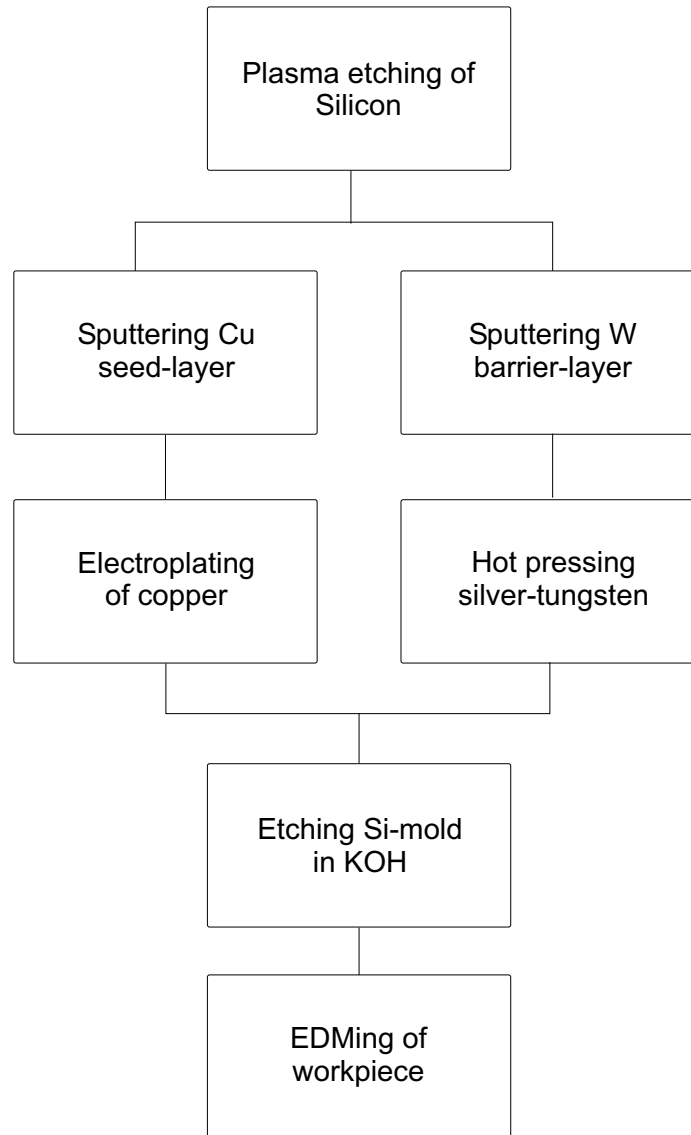 Plasma etching of
Silicon
Sputtering Cu
seed-layer
Sputtering W
barrier-layer
Electroplating
of copper
Hot pressing
silver-tungsten
Etching Si-mold
in KOH
EDMing of
workpiece